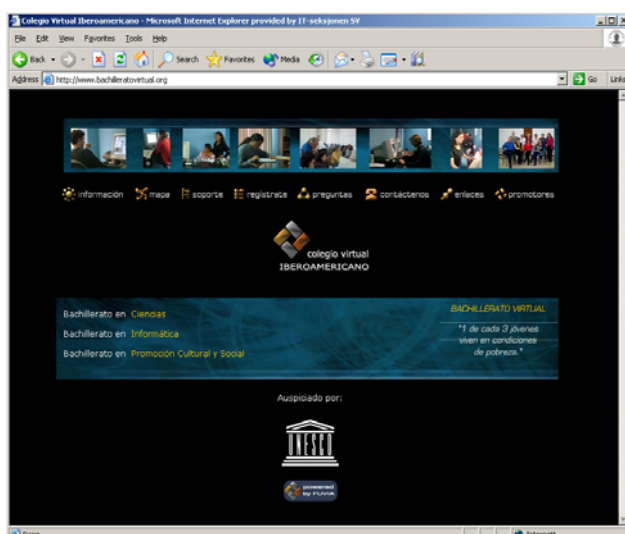 Colegio Virtual Iberoamericano - Microsoft Internet Explorer provided by IT-seksjonen SV
File Edit View Favorites Tools Help
Back Search Favorites Media
Address http://www.bachilleratovirtual.org Go Links
información mapa soporte regístrate preguntas contáctenos enlaces promotores
colegio virtual
IBEROAMERICANO
Bachillerato en Ciencias
Bachillerato en Informática
Bachillerato en Promoción Cultural y Social
BACHILLERATO VIRTUAL
"1 de cada 3 jóvenes
viven en condiciones
de pobreza."
Auspiciado por:
UNESCO
powered
by FUVIA
Done Internet